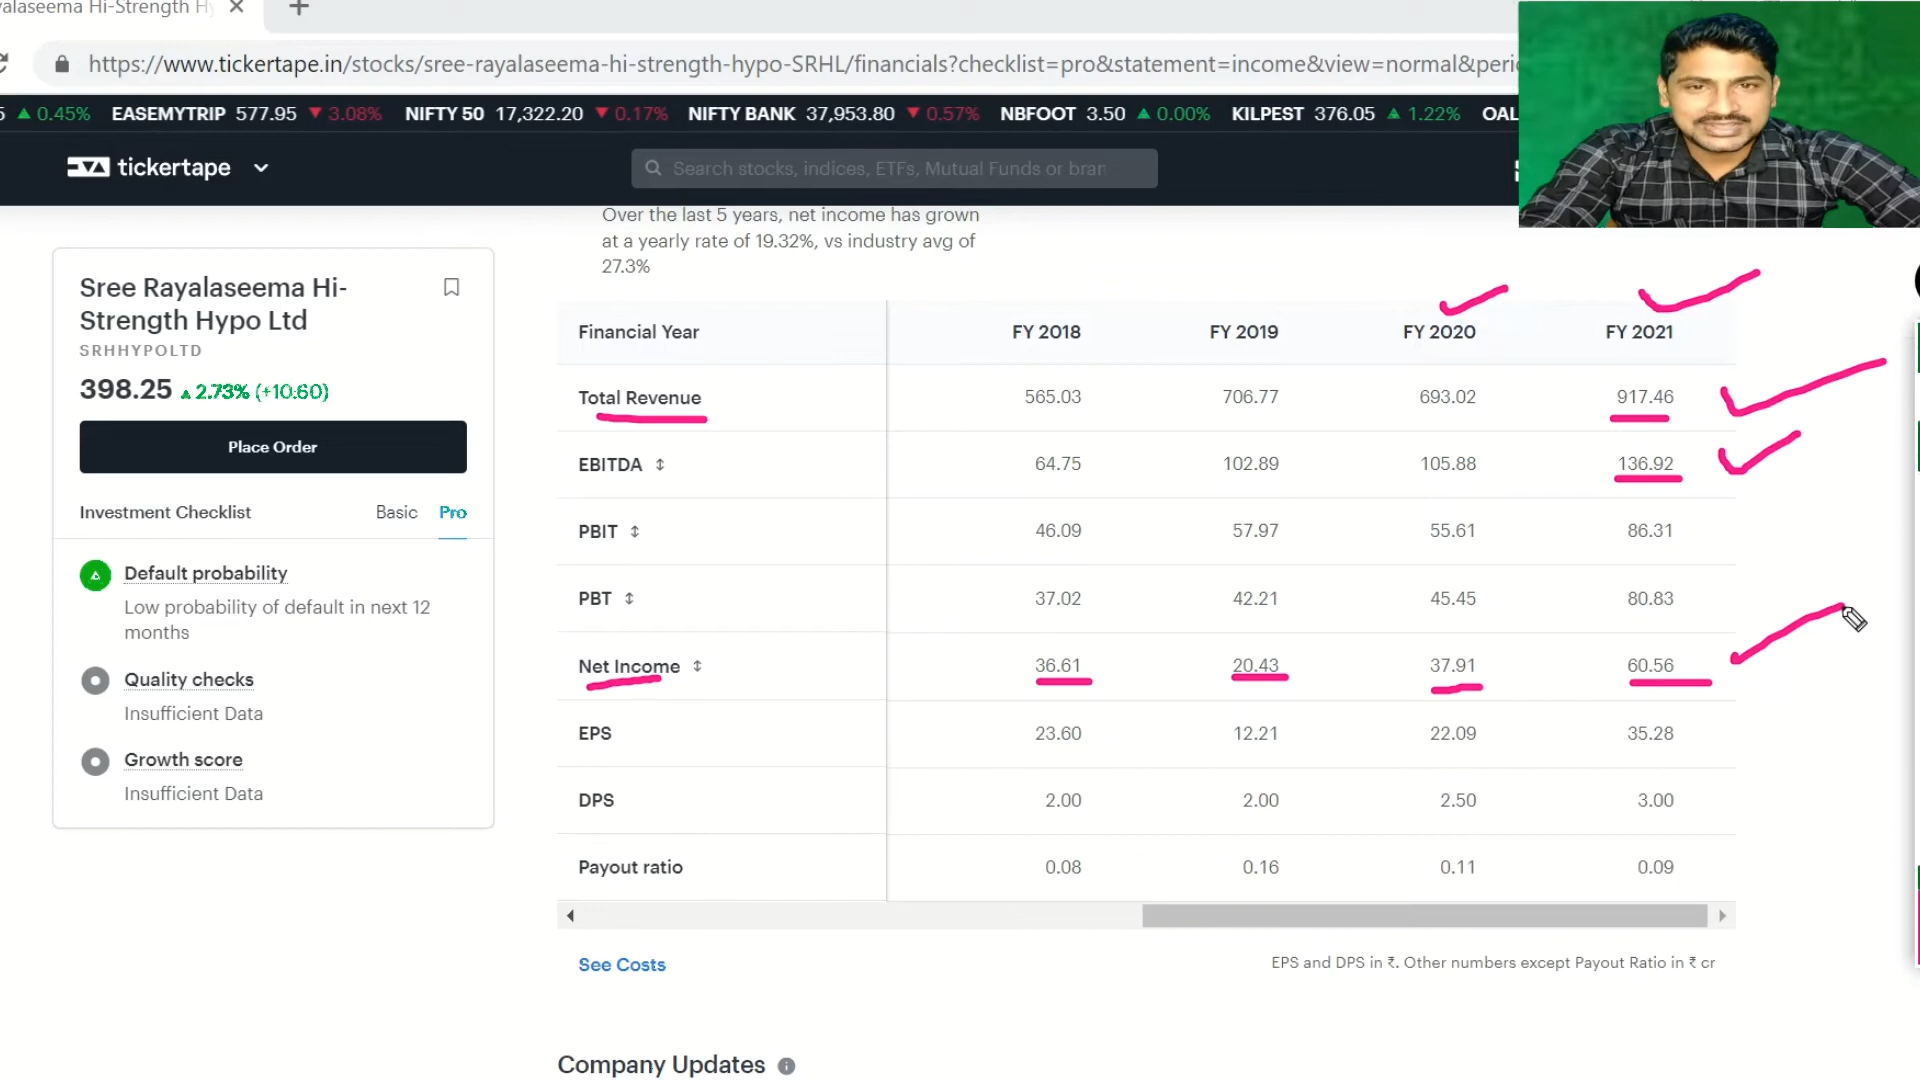 https://www.tickertape.in/stocks/sree-rayalaseema-hi-strength-hypo-SRHL/financials?checklist=pro&statement=income&view=normal&
▲ 0.45% EASEMYTRIP 577.95 ▼ 3.08% NIFTY 50 17,322.20 ▼ 0.17% NIFTY BANK 37,953.80 ▼ 0.57% NBFOOT 3.50 ▲ 0.00% KILPEST 376.05 ▲ 1.22% OAL
tickertape
Search stocks, indices, ETFs, Mutual Funds or
Over the last 5 years, net income has grown
at a yearly rate of 19.32%, vs industry avg of
27.3%
Sree Rayalaseema Hi-
Strength Hypo Ltd
SRHHYPOLTD
398.25 ▲ 2.73% (+10.60)
Place Order
Investment Checklist Basic Pro
Default probability
Low probability of default in next 12
months
Quality checks
Insufficient Data
Growth score
Insufficient Data
Financial Year FY 2018 FY 2019 FY 2020 FY 2021
Total Revenue 565.03 706.77 693.02 917.46
EBITDA 64.75 102.89 105.88 136.92
PBIT 46.09 57.97 55.61 86.31
PBT 37.02 42.21 45.45 80.83
Net Income 36.61 20.43 37.91 60.56
EPS 23.60 12.21 22.09 35.28
DPS 2.00 2.00 2.50 3.00
Payout ratio 0.08 0.16 0.11 0.09
See Costs
EPS and DPS in ₹. Other numbers except Payout Ratio in ₹ cr
Company Updates